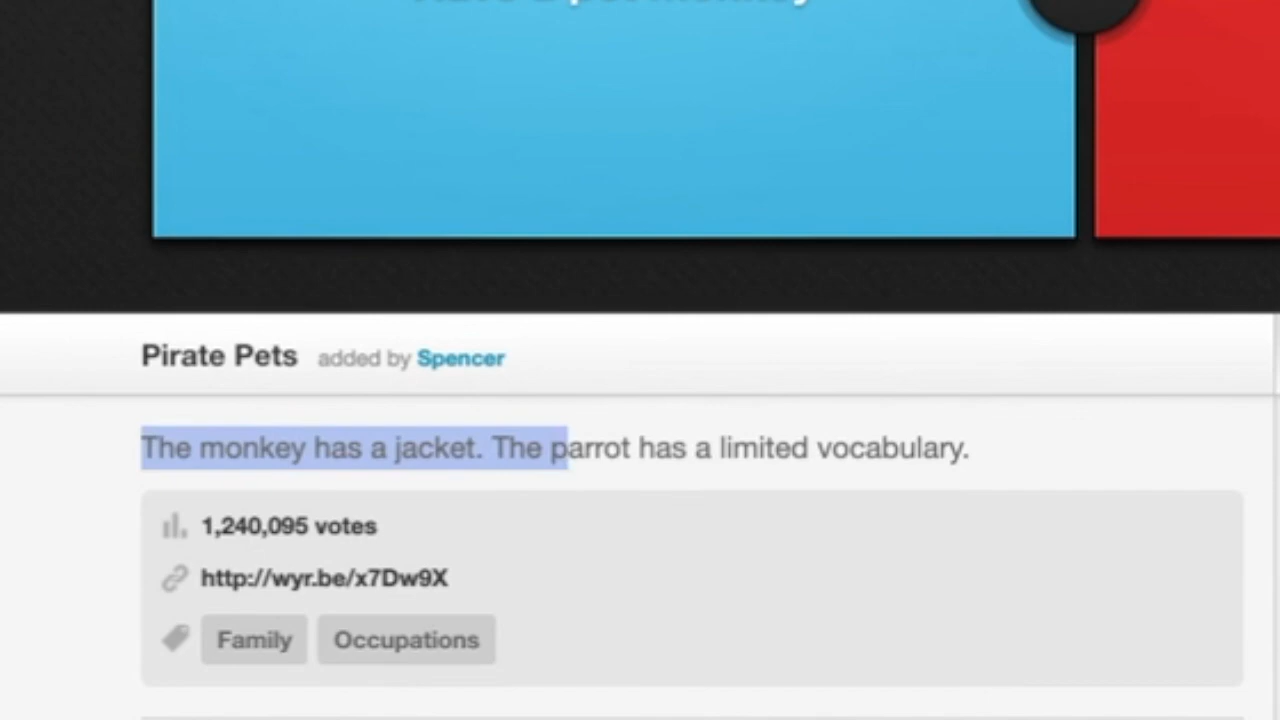 Pirate Pets added by Spencer
The monkey has a jacket. The parrot has a limited vocabulary.
1,240,095 votes
http://wyr.be/x7Dw9X
Family Occupations